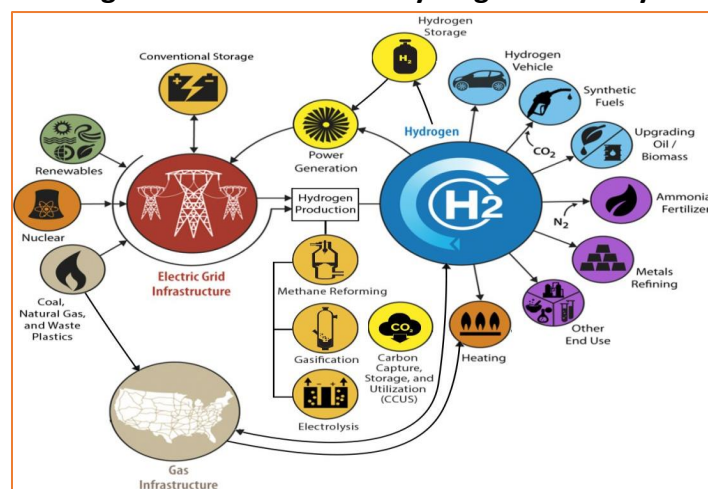 Hydrogen
Storage
Conventional Storage
Hydrogen
Vehicle
Synthetic
Fuels
H₂
Renewables
Power
Generation
Hydrogen
CO₂
Upgrading
Oil /
Biomass
Nuclear
Hydrogen
Production
H2
N₂
Ammonia
Fertilizer
Electric Grid
Infrastructure
Methane Reforming
Metals
Refining
Coal,
Natural Gas,
and Waste
Plastics
CO₂
Gasification
Carbon
Capture,
Storage, and
Utilization
(CCUS)
Heating
Other
End Use
- +
Electrolysis
Gas
Infrastructure